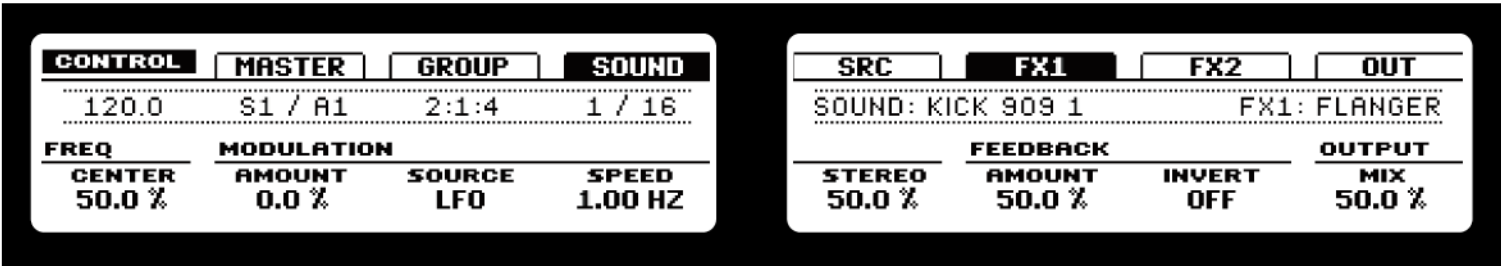 CONTROL MASTER GROUP SOUND
120.0 S1 / A1 2:1:4 1 / 16
FREQ MODULATION
CENTER AMOUNT SOURCE SPEED
50.0 % 0.0 % LFO 1.00 HZ
SRC FX1 FX2 OUT
SOUND: KICK 909 1 FX1: FLANGER
FEEDBACK OUTPUT
STEREO AMOUNT INVERT MIX
50.0 % 50.0 % OFF 50.0 %